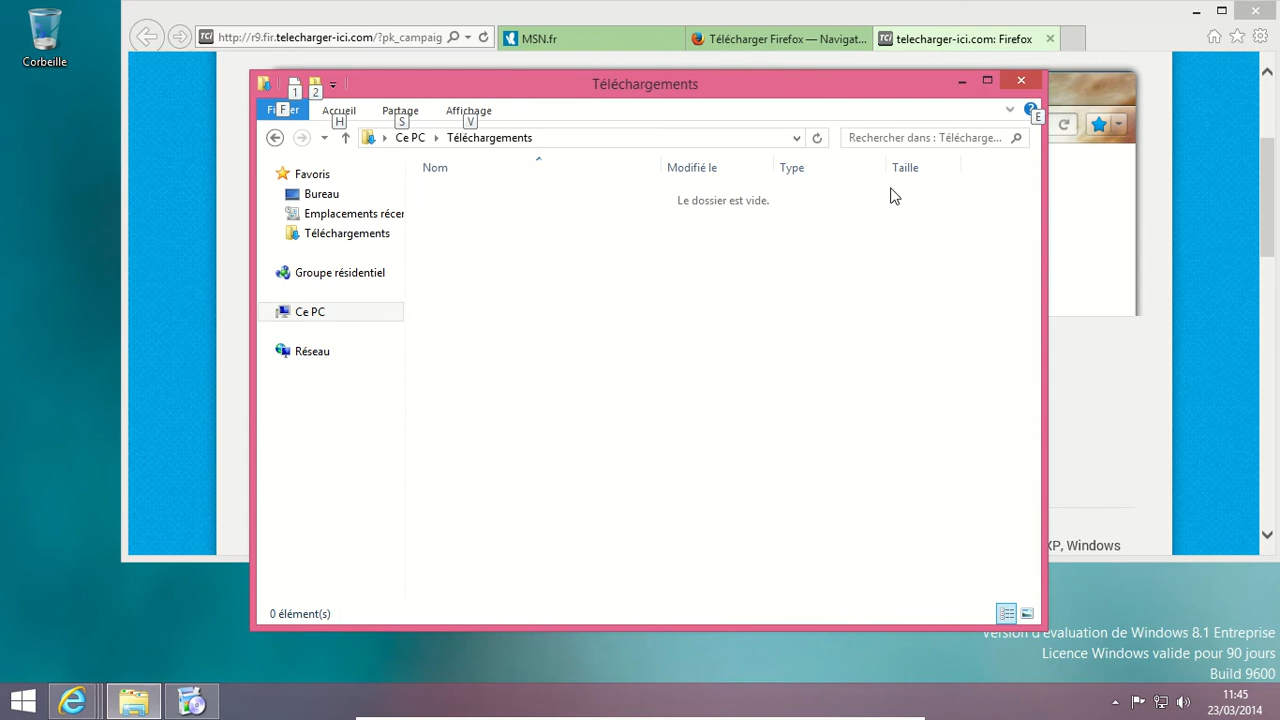 Corbeille
http://r9.fir.telecharger-ici.com/?pk_campaig
MSN.fr
Télécharger Firefox — Navigat...
telecharger-ici.com: Firefox
Téléchargements
1
2
F
Accueil
Partage
Affichage
H
S
V
E
Ce PC
Téléchargements
Rechercher dans : Télécharge...
Favoris
Bureau
Emplacements récen
Téléchargements
Groupe résidentiel
Ce PC
Réseau
Nom
Modifié le
Type
Taille
Le dossier est vide.
0 élément(s)
XP, Windows
Version d'évaluation de Windows 8.1 Entreprise
Licence Windows valide pour 90 jours
Build 9600
11:45
23/03/2014